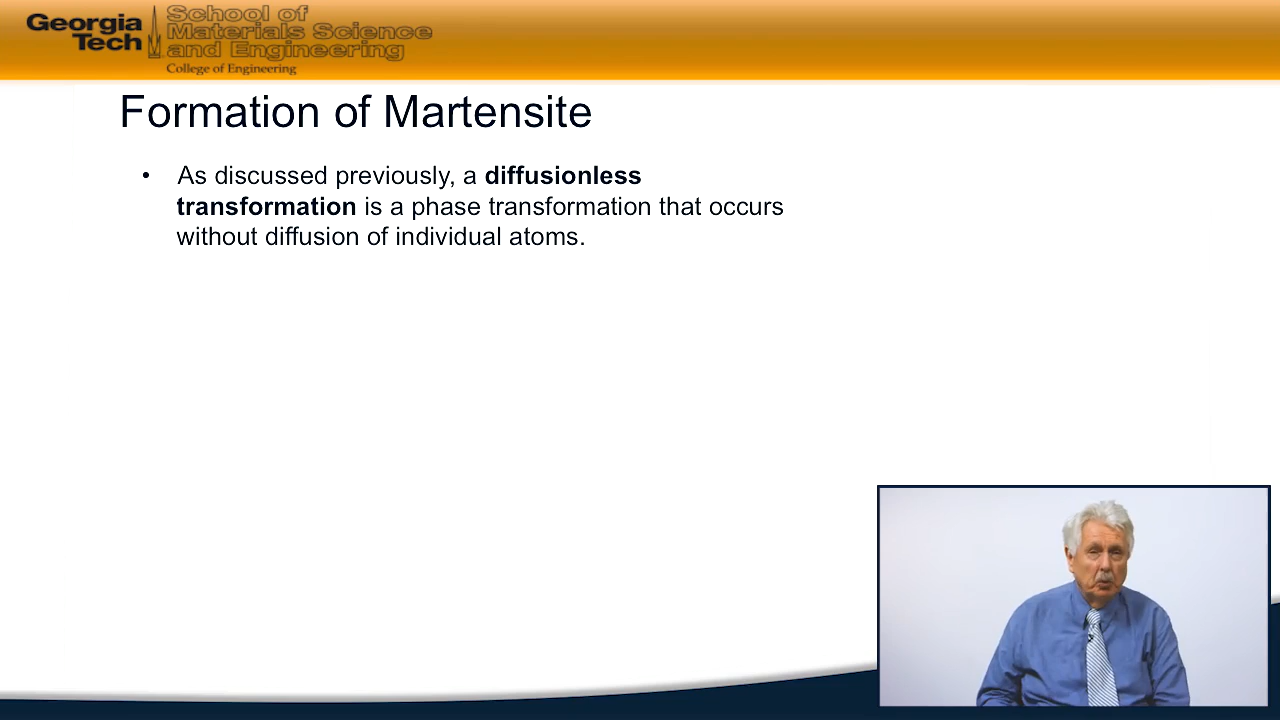 Georgia
Tech
School of
Materials Science
and Engineering
College of Engineering
Formation of Martensite
• As discussed previously, a diffusionless
transformation is a phase transformation that occurs
without diffusion of individual atoms.